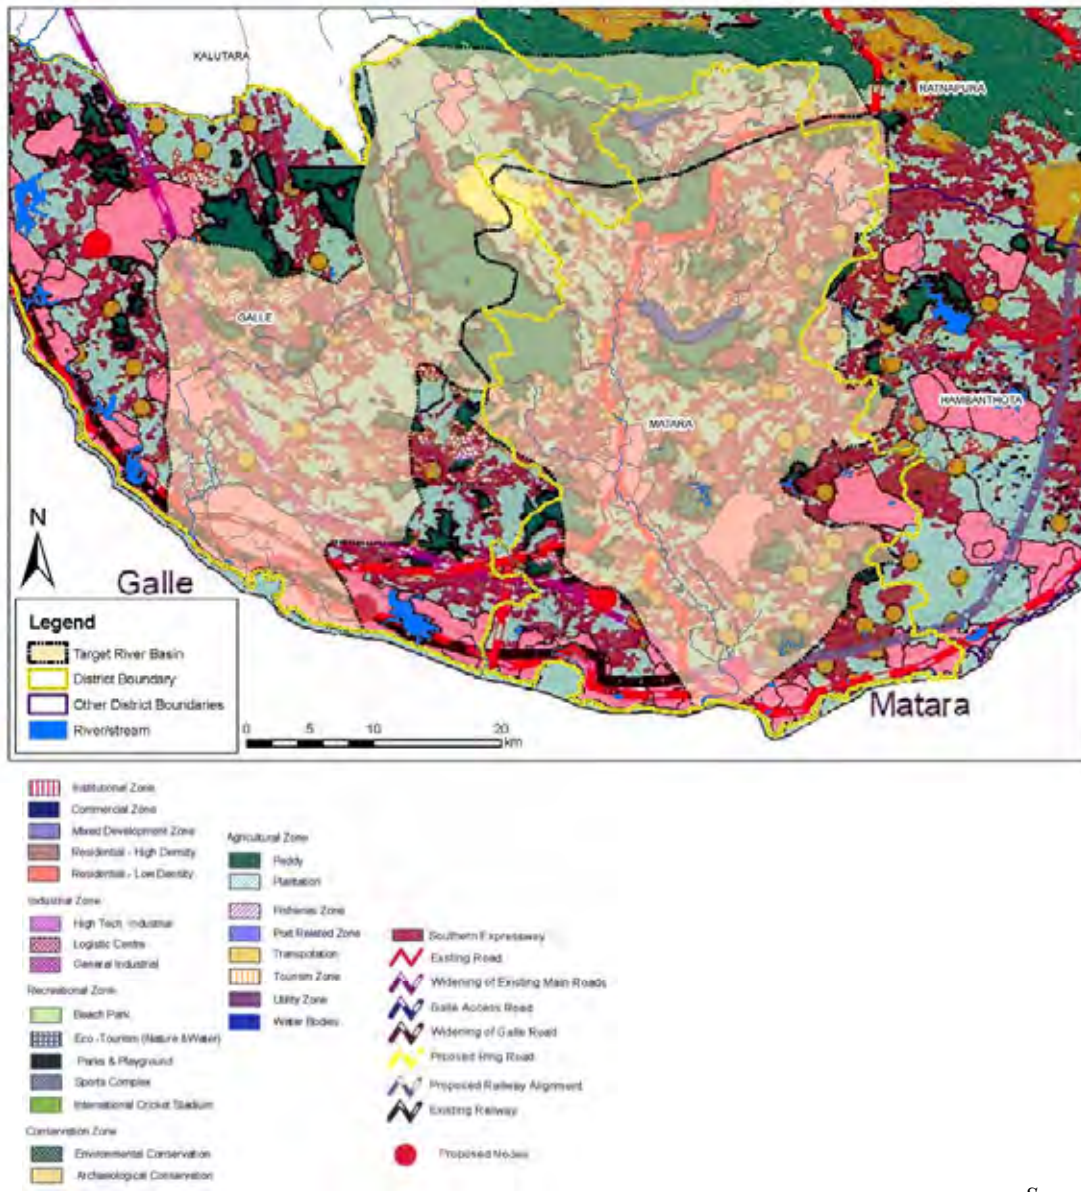 KALUTARA
RATNAPURA
GALLE
MATARA
HAMBANTHOTA
N
Galle
Matara
Legend
Target River Basin
District Boundary
Other District Boundaries
River/stream
0 5 10 20
km
Institutional Zone
Commercial Zone
Mixed Development Zone
Residential - High Density
Residential - Low Density
Industrial Zone
High Tech - Industrial
Logistic Centre
General Industrial
Recreational Zone
Beach Park
Eco -Tourism (Nature &Water)
Parks & Playground
Sports Complex
International Cricket Stadium
Conservation Zone
Environmental Conservation
Archaeological Conservation
Agricultural Zone
Paddy
Plantation
Fisheries Zone
Port Related Zone
Transpotation
Tourism Zone
Utility Zone
Water Bodies
Southern Expressway
Existing Road
Widening of Existing Main Roads
Galle Access Road
Widening of Galle Road
Proposed Ring Road
Proposed Railway Alignment
Existing Railway
Proposed Nodes
S